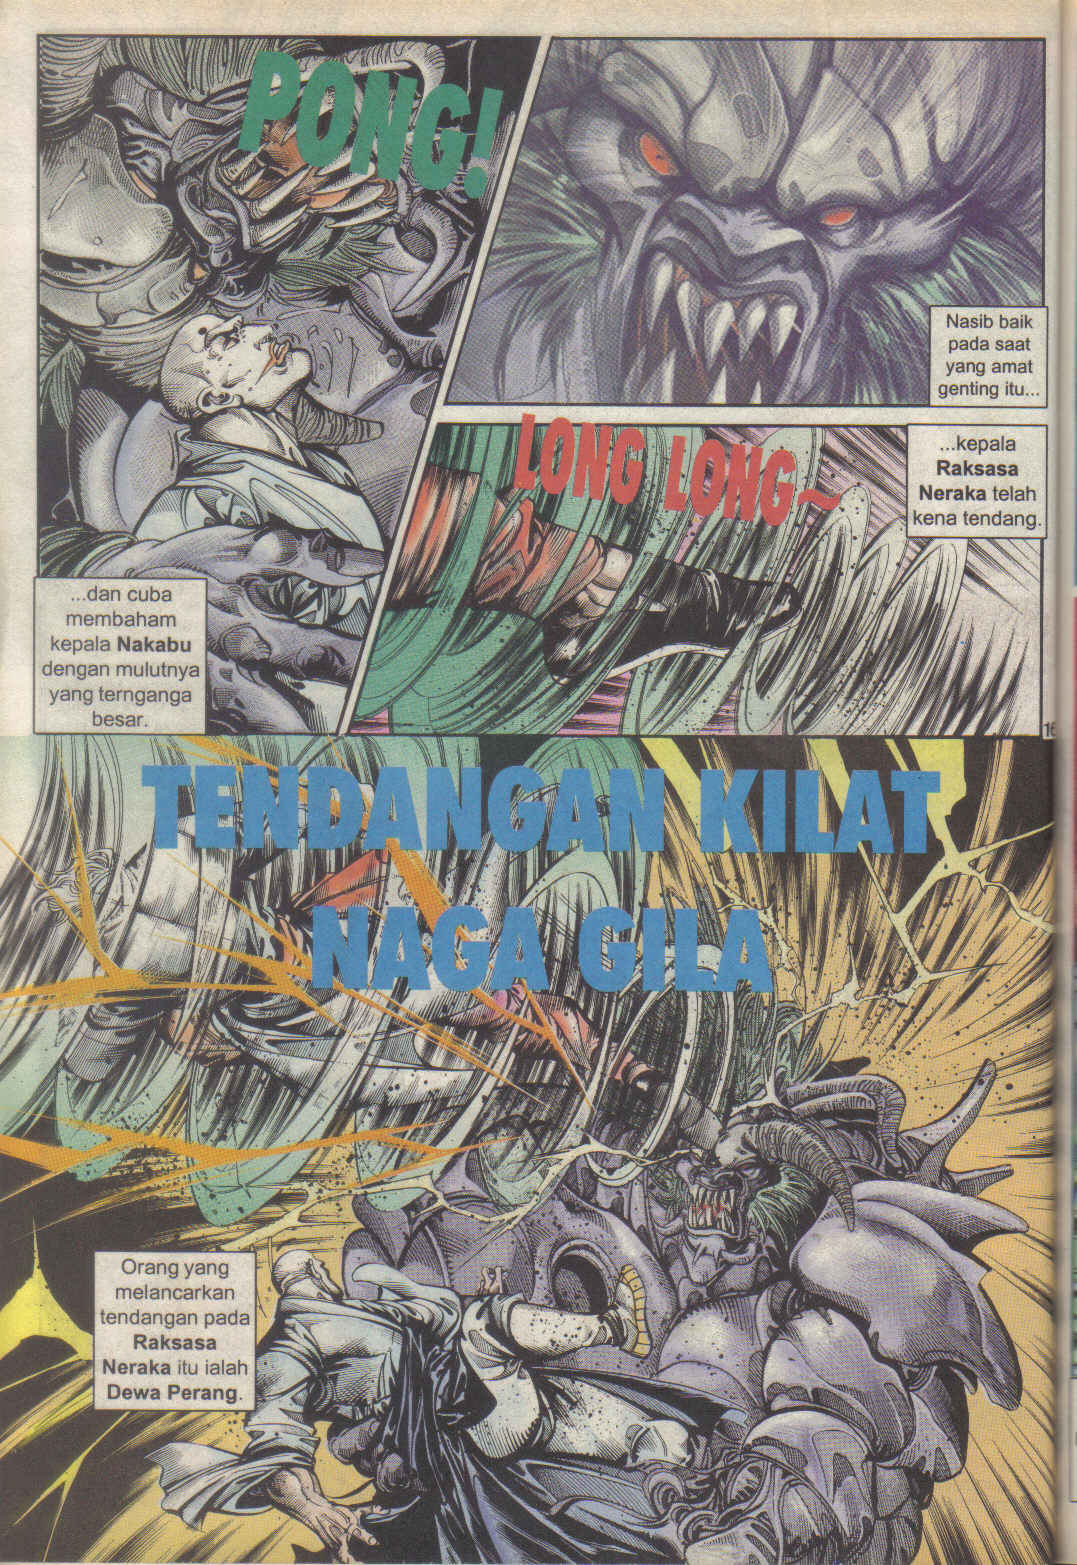 PONG!
...dan cuba
membaham
kepala Nakabu
dengan mulutnya
yang ternganga
besar.
Nasib baik
pada saat
yang amat
genting itu...
LONG LONG~
...kepala
Raksasa
Neraka telah
kena tendang.
TENDANGAN KILAT
NAGA GILA
Orang yang
melancarkan
tendangan pada
Raksasa
Neraka itu ialah
Dewa Perang.